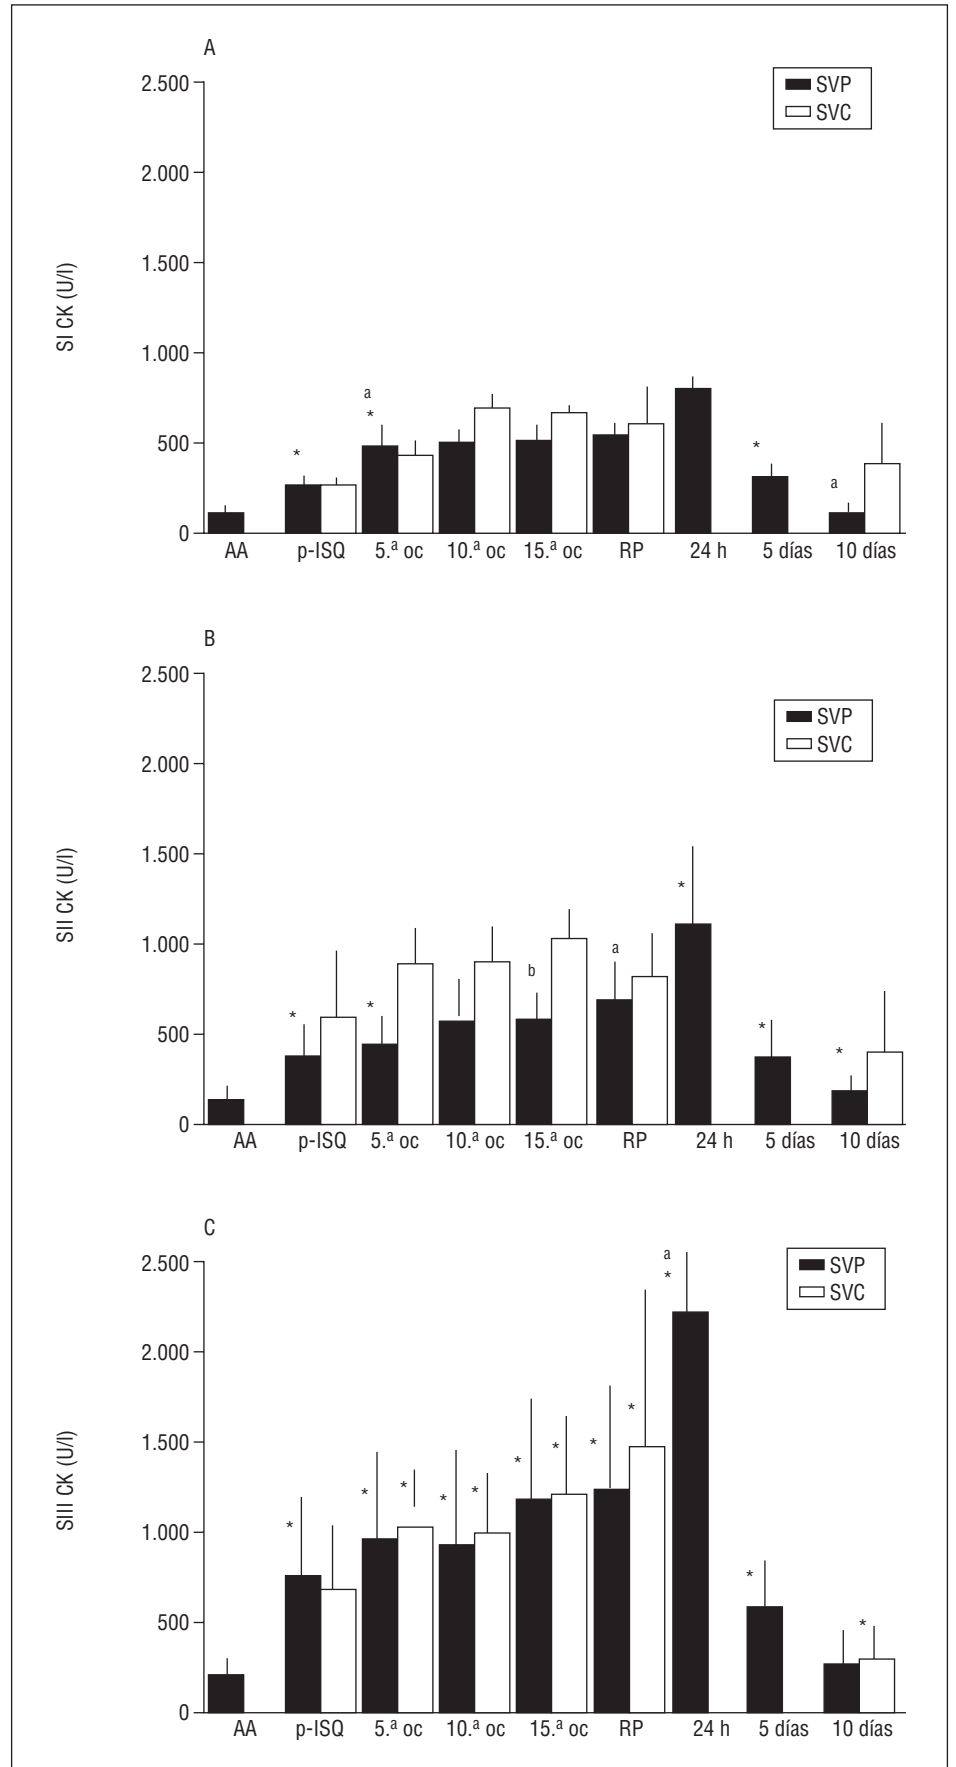 A
SVP
SVC
SI CK (U/l)
2.500
2.000
1.500
1.000
500
0
a
*
*
*
a
AA p-ISQ 5.ª oc 10.ª oc 15.ª oc RP 24 h 5 días 10 días
B
SVP
SVC
SII CK (U/l)
2.500
2.000
1.500
1.000
500
0
*
*
b
a
*
*
*
AA p-ISQ 5.ª oc 10.ª oc 15.ª oc RP 24 h 5 días 10 días
C
SVP
SVC
SIII CK (U/l)
2.500
2.000
1.500
1.000
500
0
*
*
*
*
*
*
*
*
*
a
*
*
*
AA p-ISQ 5.ª oc 10.ª oc 15.ª oc RP 24 h 5 días 10 días